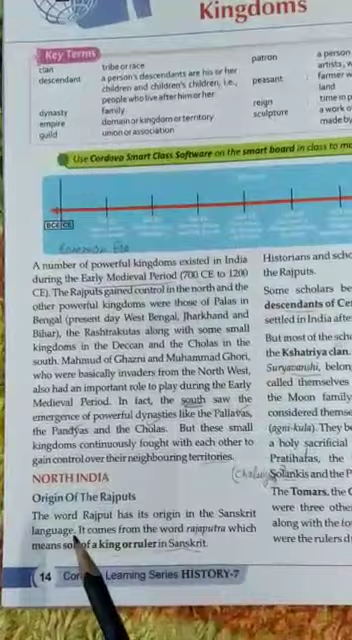 Kingdoms
Key Terms
clan tribe or race
descendant a person's descendants are his or her
children and children's children, i.e.,
people who live after him or her
dynasty family
empire domain or kingdom or territory
guild union or association
patron a person
artists, w
peasant farmer w
land
reign time in p
sculpture a work o
made by
Use Cordova Smart Class Software on the smart board in class to ma
BCE CE
A number of powerful kingdoms existed in India
during the Early Medieval Period (700 CE to 1200
CE). The Rajputs gained control in the north and the
other powerful kingdoms were those of Palas in
Bengal (present day West Bengal, Jharkhand and
Bihar), the Rashtrakutas along with some small
kingdoms in the Deccan and the Cholas in the
south. Mahmud of Ghazni and Muhammad Ghori,
who were basically invaders from the North West,
also had an important role to play during the Early
Medieval Period. In fact, the south saw the
emergence of powerful dynasties like the Pallavas,
the Pandyas and the Cholas. But these small
kingdoms continuously fought with each other to
gain control over their neighbouring territories.
NORTH INDIA
Origin Of The Rajputs
The word Rajput has its origin in the Sanskrit
language. It comes from the word rajaputra which
means son of a king or ruler in Sanskrit.
Historians and scho
the Rajputs.
Some scholars be
descendants of Ce
settled in India afte
But most of the sch
the Kshatriya clan.
Suryavanshi, belon
called themselves
the Moon family
considered themse
(agni-kula). They be
a holy sacrificial
Pratiharas, the
Solankis and the P
The Tomars, the C
were three othe
along with the fo
were the rulers d
14 Learning Series HISTORY-7